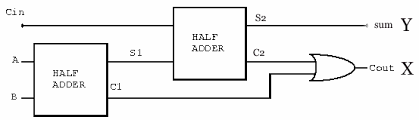 Cin
S2
sum Y
HALF
ADDER
A
S1
C2
HALF
ADDER
Cout X
C1
B